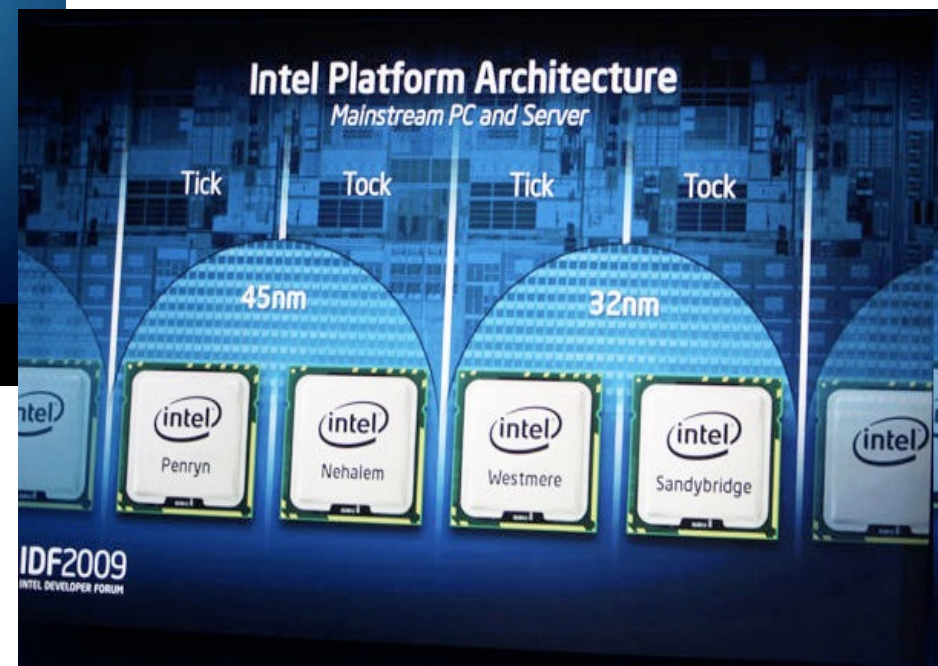 Intel Platform Architecture
Mainstream PC and Server
Tick
Tock
Tick
Tock
45nm
32nm
intel
intel
intel
intel
intel
intel
Penryn
Nehalem
Westmere
Sandybridge
IDF2009
INTEL DEVELOPER FORUM